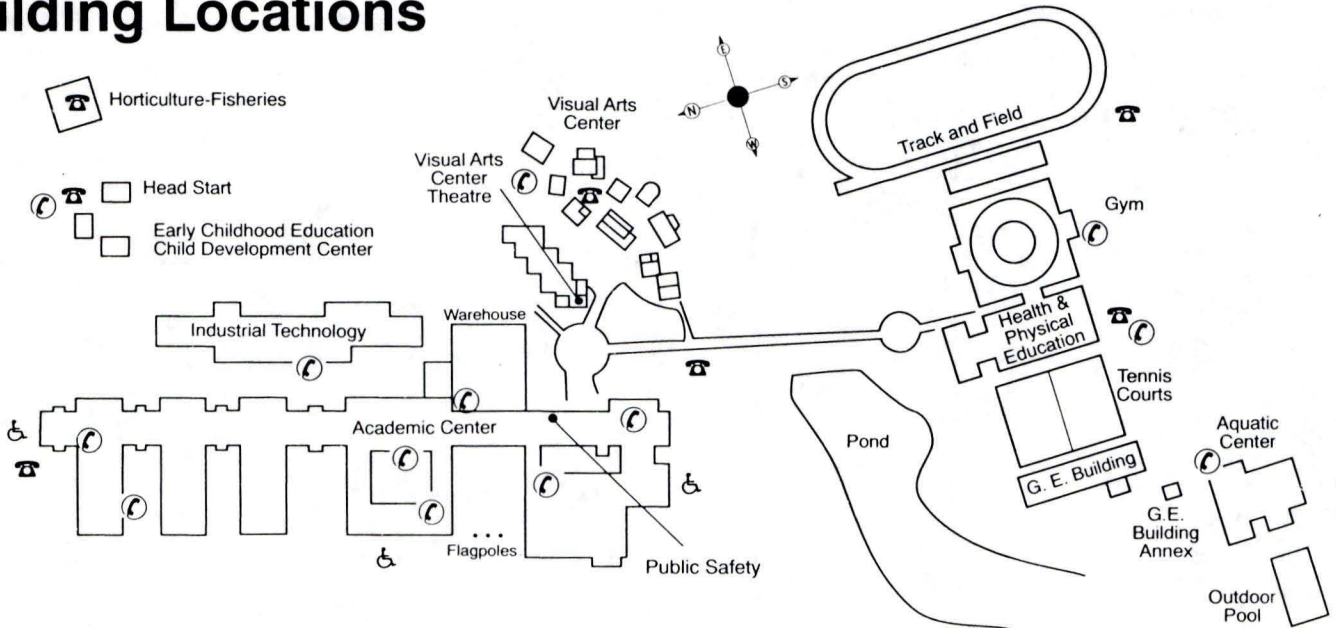 ilding Locations
Horticulture-Fisheries
Head Start
Early Childhood Education
Child Development Center
Visual Arts
Center
Visual Arts
Center
Theatre
E
S
N
W
Track and Field
Gym
Health &
Physical
Education
Tennis
Courts
Aquatic
Center
G. E. Building
G.E.
Building
Annex
Outdoor
Pool
Pond
Industrial Technology
Warehouse
Academic Center
Flagpoles
Public Safety